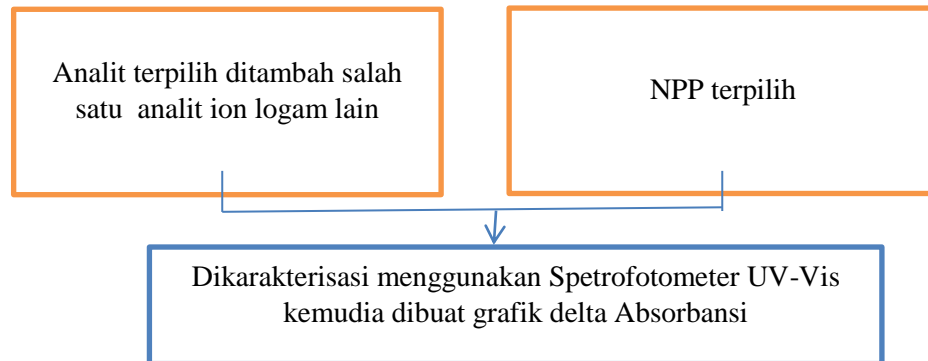 Analit terpilih ditambah salah
satu analit ion logam lain
NPP terpilih
Dikarakterisasi menggunakan Spetrofotometer UV-Vis
kemudia dibuat grafik delta Absorbansi